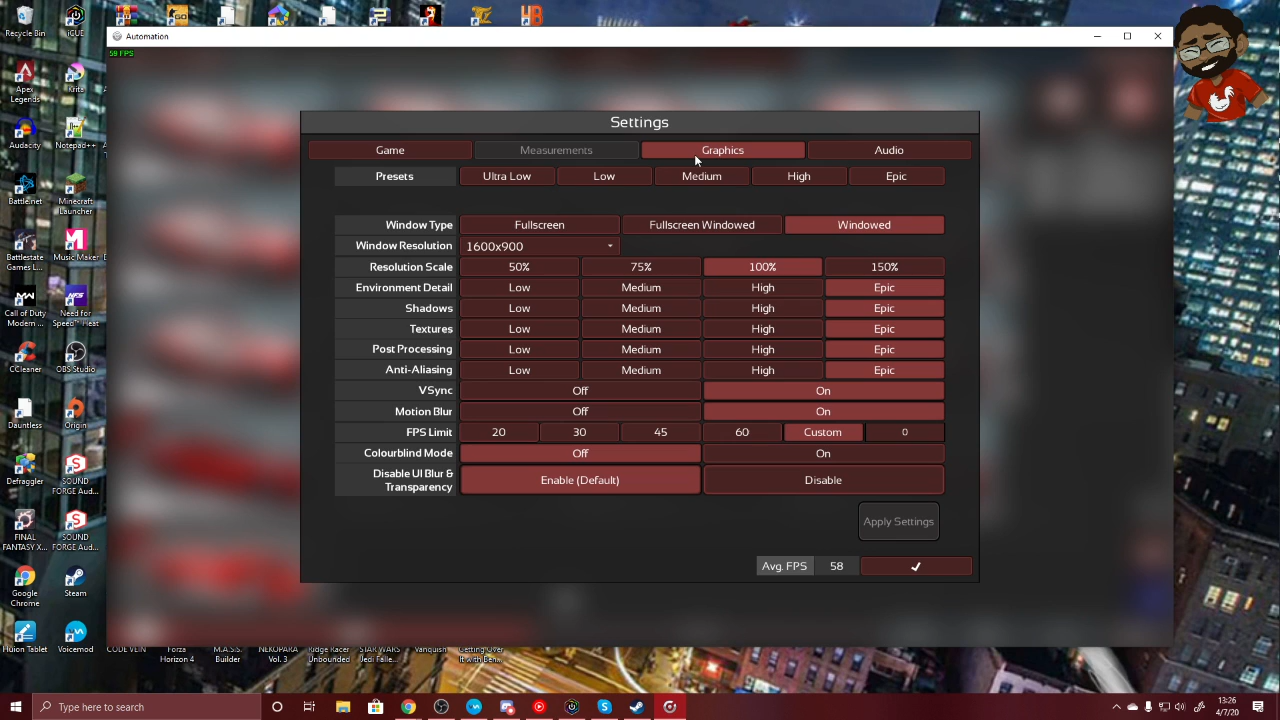 Recycle Bin
iGUE
Automation
59 FPS
Apex Legends
Krita
Audacity
Notepad++
Battle.net
Minecraft Launcher
Battlestate Games L...
Music Maker
Call of Duty Modern ...
Need for Speed™ Heat
CCleaner
OBS Studio
Dauntless
Origin
Defraggler
SOUND FORGE Aud...
FINAL FANTASY X...
SOUND FORGE Aud...
Google Chrome
Steam
Huion Tablet
Voicemod
CODE VEIN
Forza Horizon 4
M.A.S.S. Builder
NEKOPARA Vol. 3
Ridge Racer Unbounded
STAR WARS Jedi Falle...
Vanquish
Getting Over It with Ben...
Settings
Game Measurements Graphics Audio
Presets Ultra Low Low Medium High Epic
Window Type Fullscreen Fullscreen Windowed Windowed
Window Resolution 1600x900
Resolution Scale 50% 75% 100% 150%
Environment Detail Low Medium High Epic
Shadows Low Medium High Epic
Textures Low Medium High Epic
Post Processing Low Medium High Epic
Anti-Aliasing Low Medium High Epic
VSync Off On
Motion Blur Off On
FPS Limit 20 30 45 60 Custom 0
Colourblind Mode Off On
Disable UI Blur & Transparency Enable (Default) Disable
Apply Settings
Avg. FPS 58
Type here to search
13:26
4/7/20